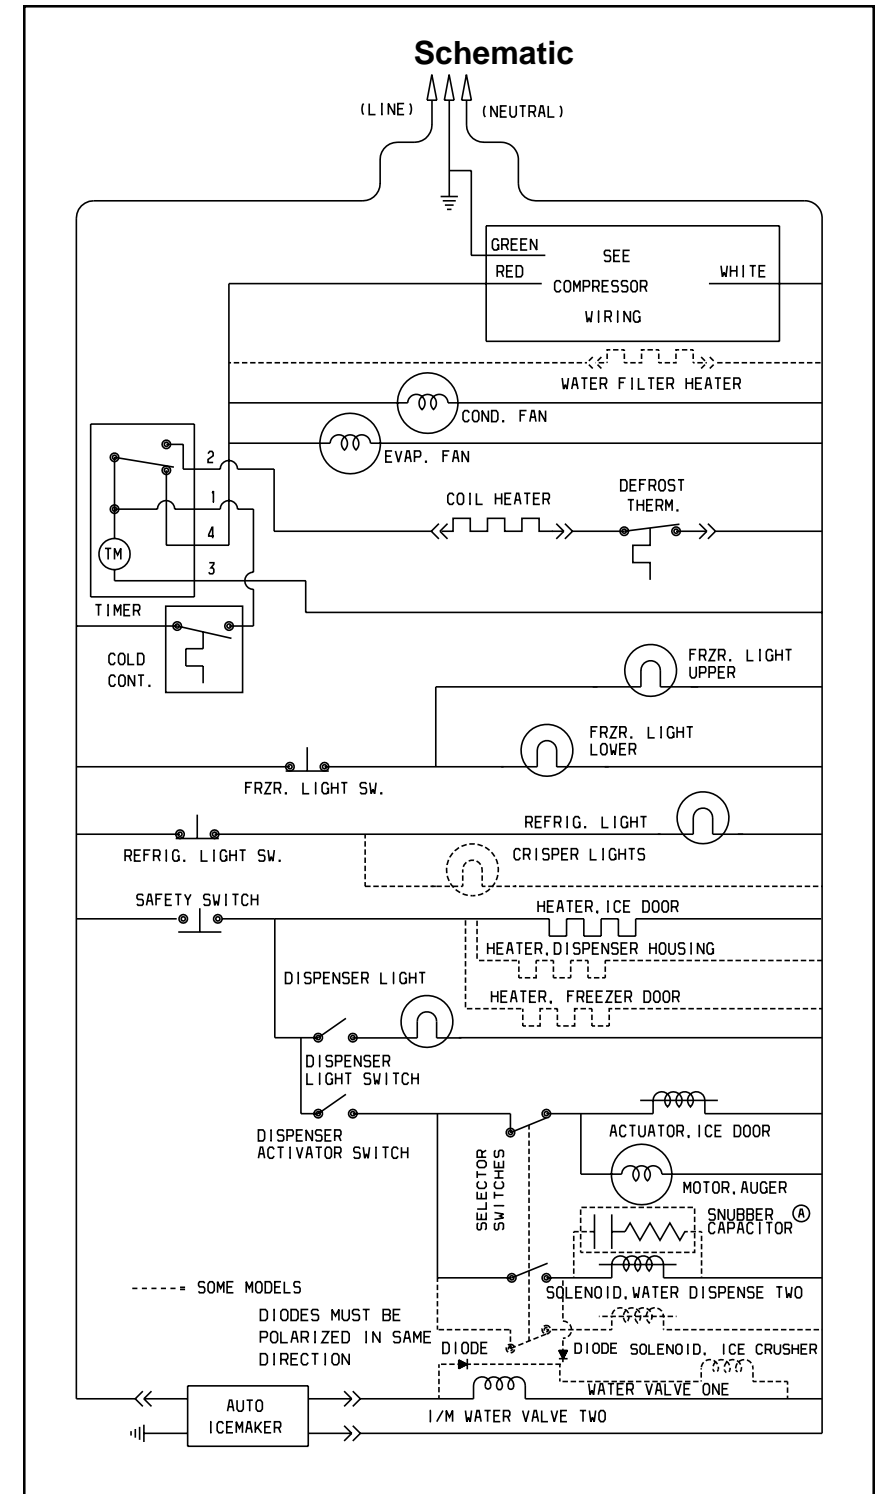 Schematic
(LINE)
(NEUTRAL)
GREEN
SEE
RED
WHITE
COMPRESSOR
WIRING
WATER FILTER HEATER
COND. FAN
EVAP. FAN
2
COIL HEATER
DEFROST
THERM.
1
4
TM
3
TIMER
COLD
CONT.
FRZR. LIGHT
UPPER
FRZR. LIGHT
LOWER
FRZR. LIGHT SW.
REFRIG. LIGHT
REFRIG. LIGHT SW.
CRISPER LIGHTS
SAFETY SWITCH
HEATER, ICE DOOR
HEATER, DISPENSER HOUSING
DISPENSER LIGHT
HEATER, FREEZER DOOR
DISPENSER
LIGHT SWITCH
DISPENSER
ACTIVATOR SWITCH
SELECTOR
SWITCHES
ACTUATOR, ICE DOOR
MOTOR, AUGER
SNUBBER
CAPACITOR A
SOLENOID, WATER DISPENSE TWO
SOME MODELS
DIODES MUST BE
POLARIZED IN SAME
DIRECTION
DIODE
DIODE
SOLENOID, ICE CRUSHER
WATER VALVE ONE
AUTO
ICEMAKER
I/M WATER VALVE TWO